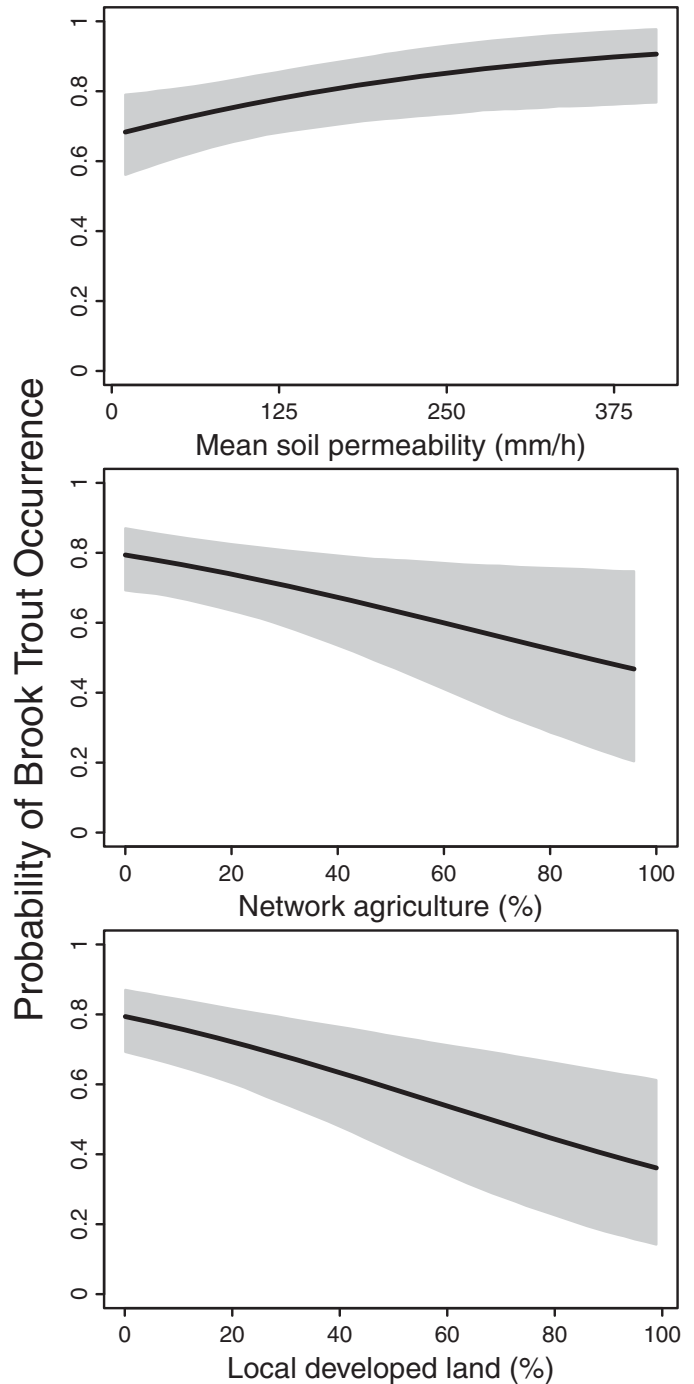 Probability of Brook Trout Occurrence
1
0.8
0.6
0.4
0.2
0
0 125 250 375
Mean soil permeability (mm/h)
1
0.8
0.6
0.4
0.2
0
0 20 40 60 80 100
Network agriculture (%)
1
0.8
0.6
0.4
0.2
0
0 20 40 60 80 100
Local developed land (%)